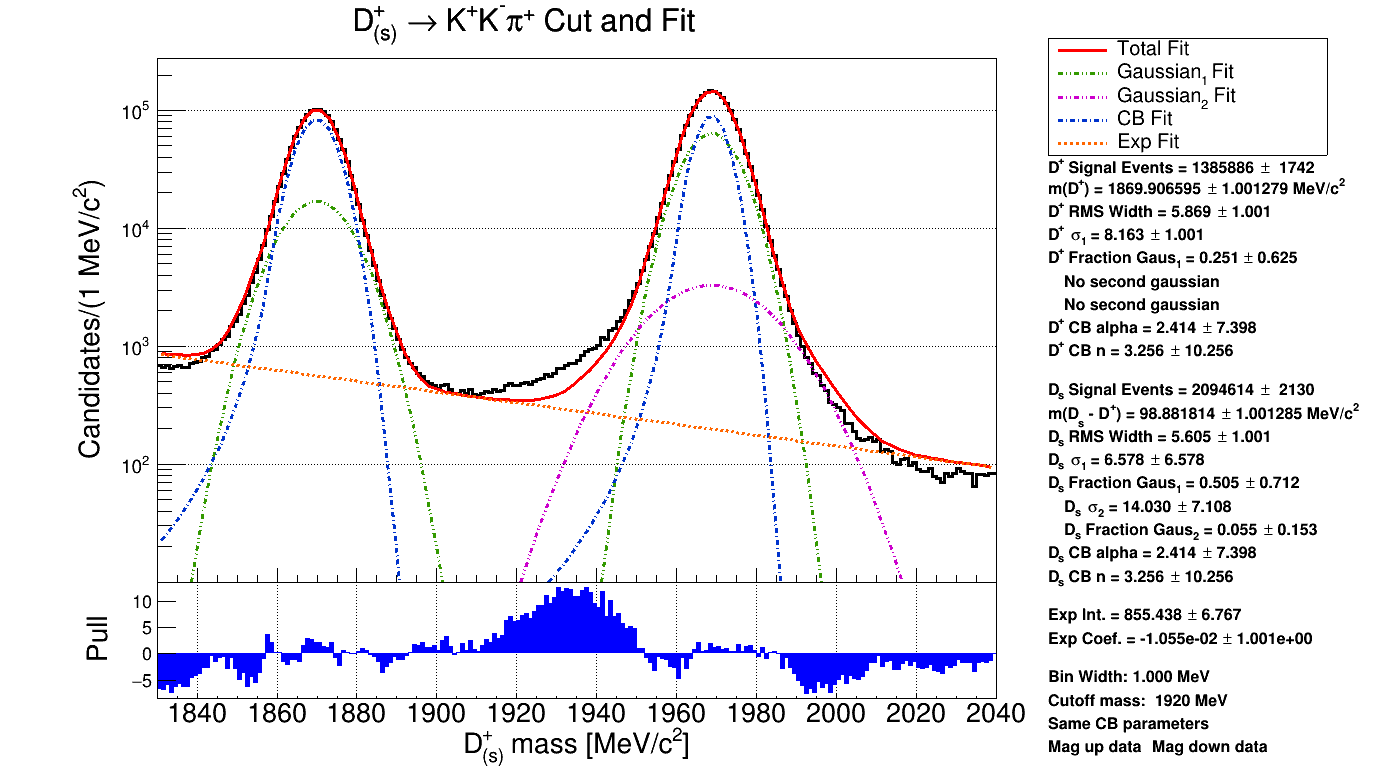 D⁺₍ₛ₎ → K⁺K⁻π⁺ Cut and Fit
Candidates/(1 MeV/c²)
10⁵
10⁴
10³
10²
Pull
10
5
0
−5
1840 1860 1880 1900 1920 1940 1960 1980 2000 2020 2040
D⁺₍ₛ₎ mass [MeV/c²]
Total Fit
Gaussian₁ Fit
Gaussian₂ Fit
CB Fit
Exp Fit
D⁺ Signal Events = 1385886 ± 1742
m(D⁺) = 1869.906595 ± 1.001279 MeV/c²
D⁺ RMS Width = 5.869 ± 1.001
D⁺ σ₁ = 8.163 ± 1.001
D⁺ Fraction Gaus₁ = 0.251 ± 0.625
No second gaussian
No second gaussian
D⁺ CB alpha = 2.414 ± 7.398
D⁺ CB n = 3.256 ± 10.256
Dₛ Signal Events = 2094614 ± 2130
m(Dₛ - D⁺) = 98.881814 ± 1.001285 MeV/c²
Dₛ RMS Width = 5.605 ± 1.001
Dₛ σ₁ = 6.578 ± 6.578
Dₛ Fraction Gaus₁ = 0.505 ± 0.712
Dₛ σ₂ = 14.030 ± 7.108
Dₛ Fraction Gaus₂ = 0.055 ± 0.153
Dₛ CB alpha = 2.414 ± 7.398
Dₛ CB n = 3.256 ± 10.256
Exp Int. = 855.438 ± 6.767
Exp Coef. = -1.055e-02 ± 1.001e+00
Bin Width: 1.000 MeV
Cutoff mass: 1920 MeV
Same CB parameters
Mag up data Mag down data